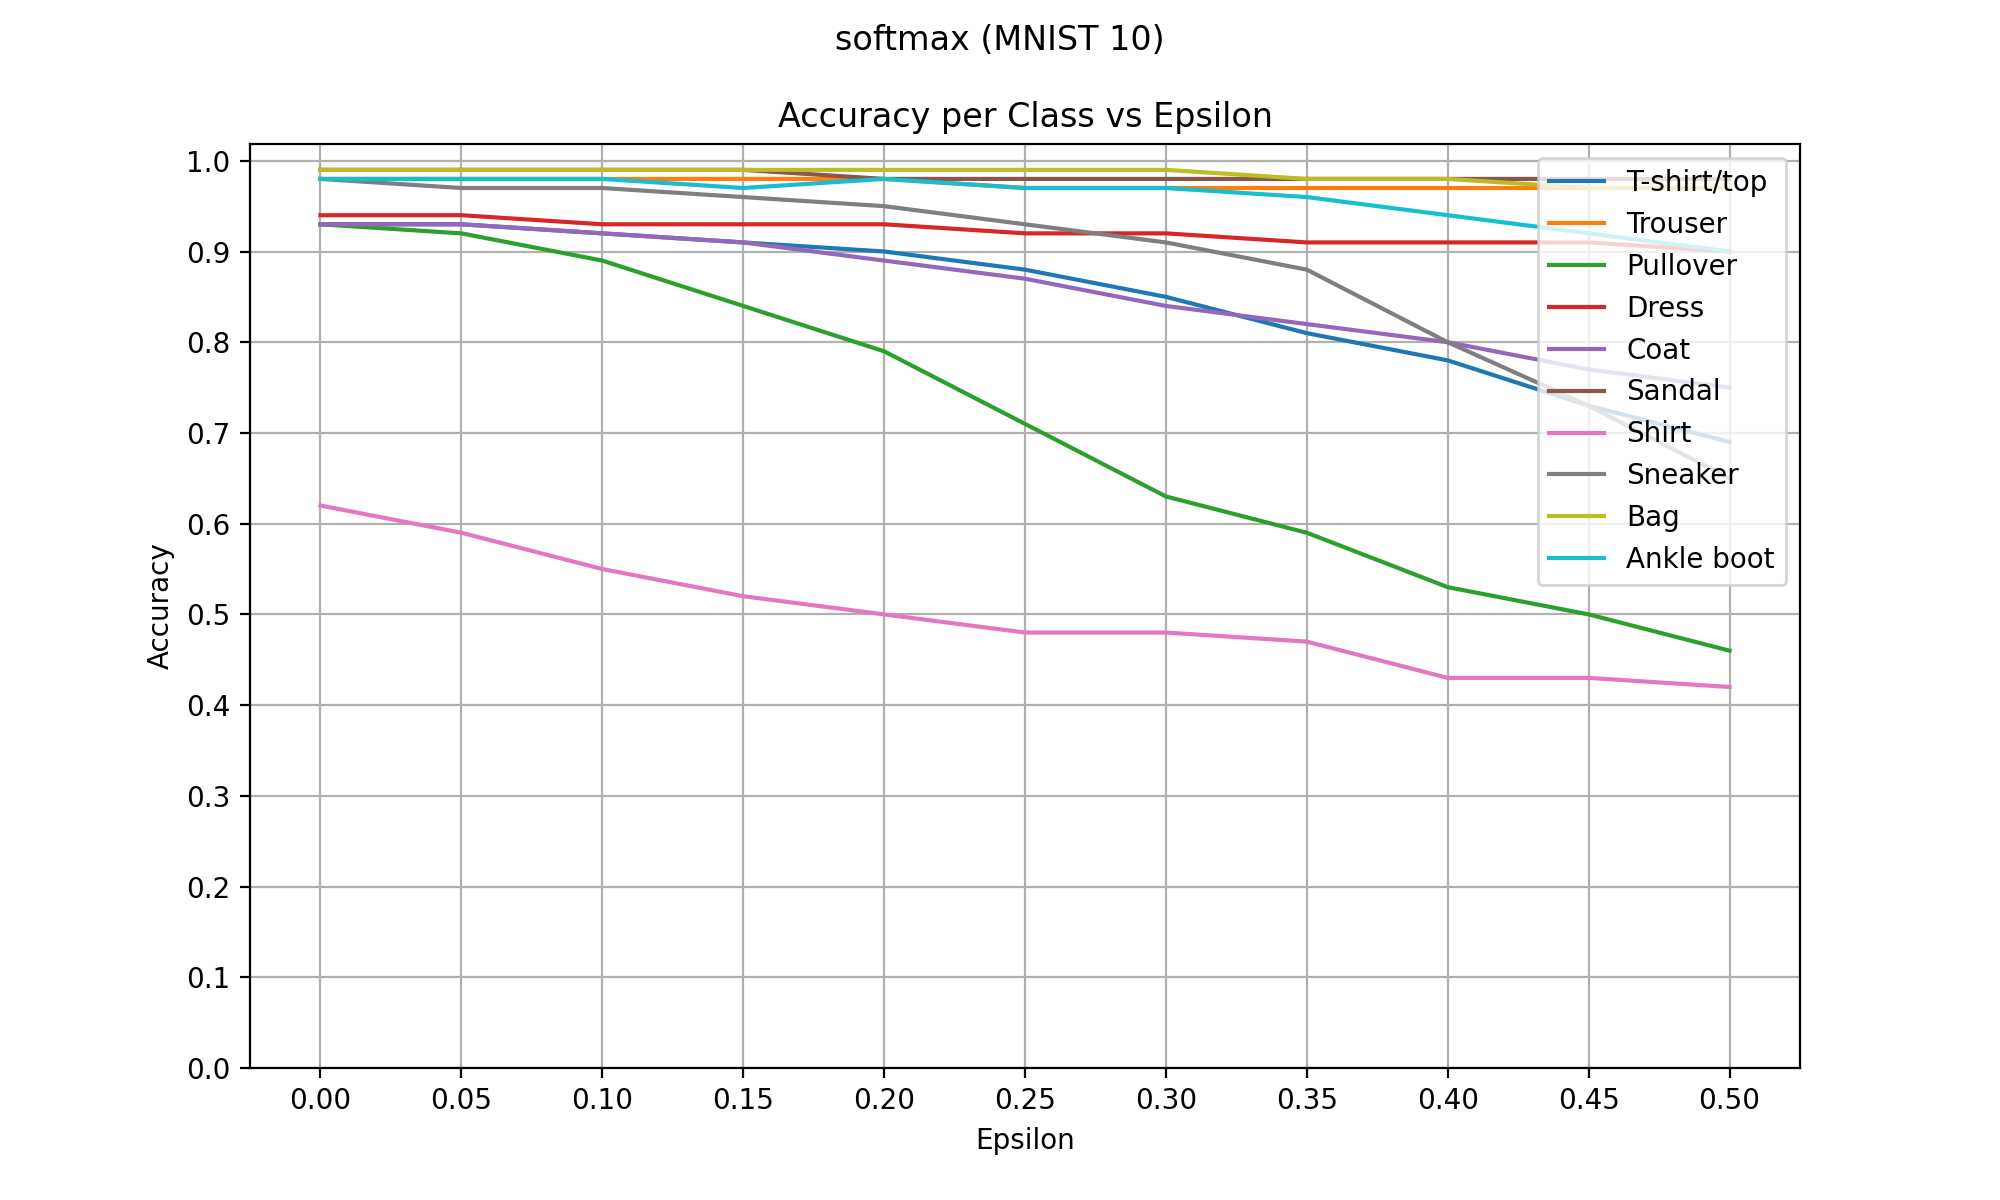 softmax (MNIST 10)
Accuracy per Class vs Epsilon
1.0
0.9
0.8
0.7
0.6
0.5
0.4
0.3
0.2
0.1
0.0
Accuracy
T-shirt/top
Trouser
Pullover
Dress
Coat
Sandal
Shirt
Sneaker
Bag
Ankle boot
0.00 0.05 0.10 0.15 0.20 0.25 0.30 0.35 0.40 0.45 0.50
Epsilon